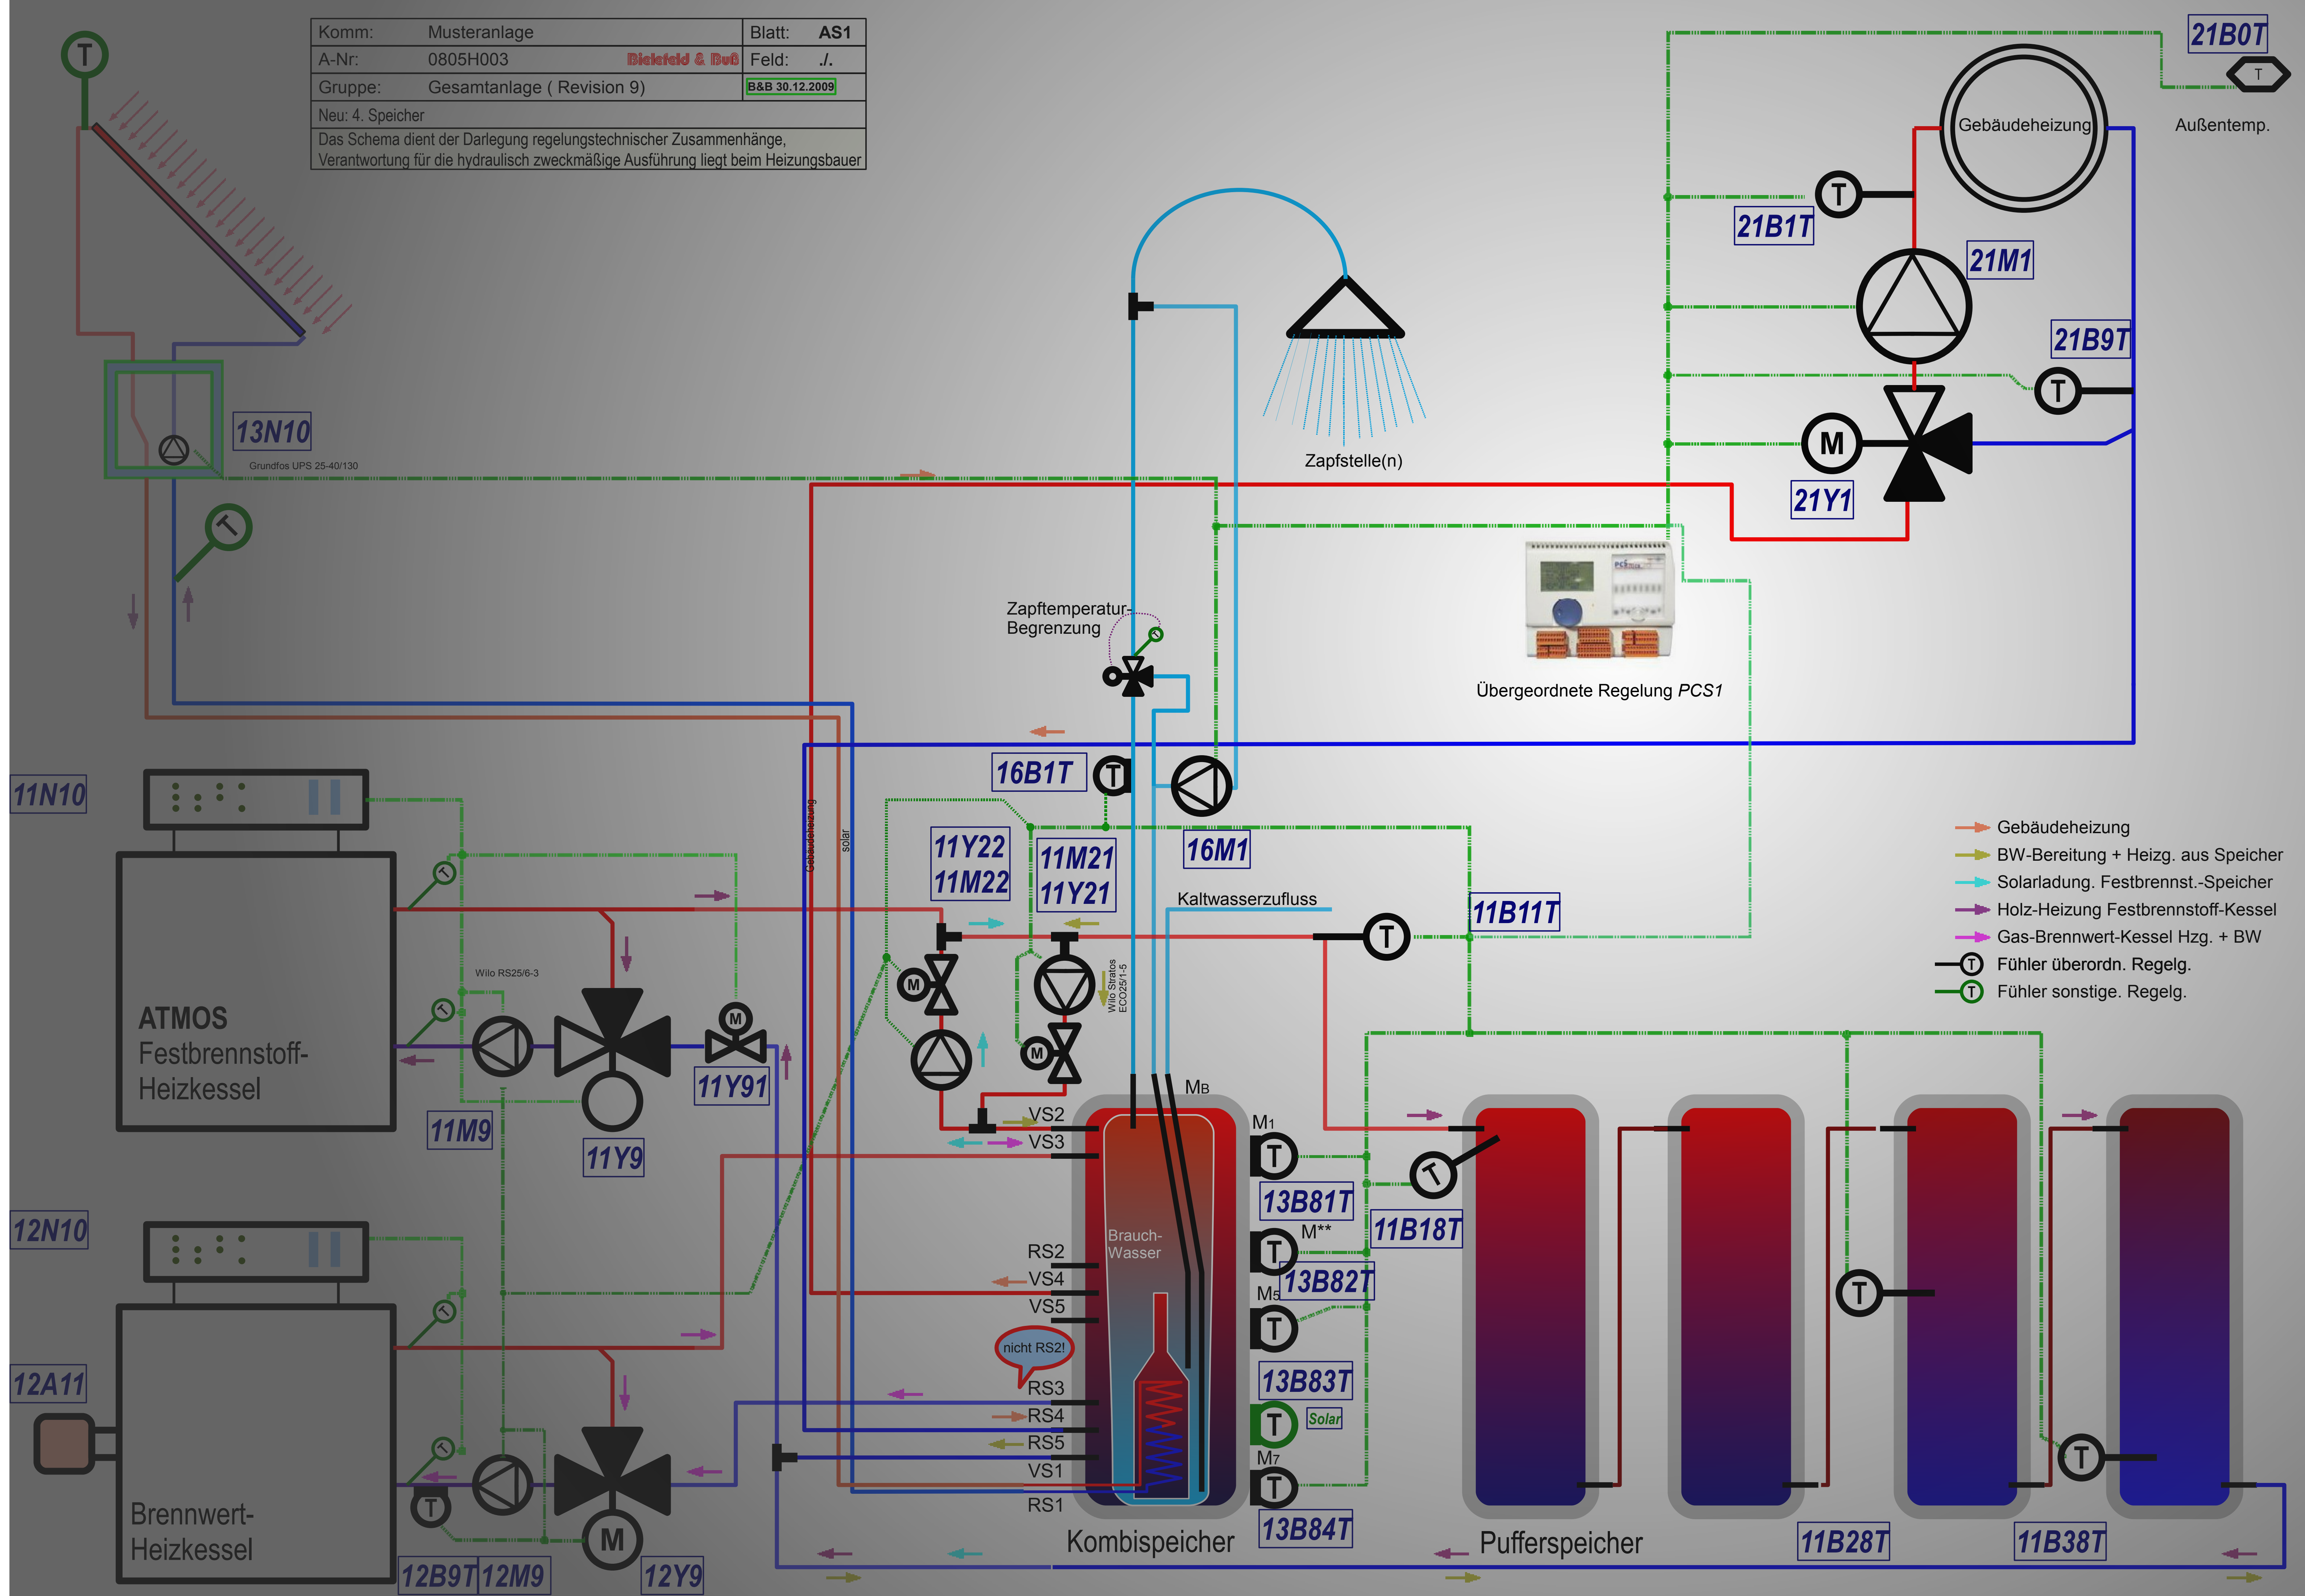 Komm: Musteranlage Blatt: AS1
A-Nr: 0805H003 Bielefeld & Buß Feld: ./.
Gruppe: Gesamtanlage ( Revision 9) B&B 30.12.2009
Neu: 4. Speicher
Das Schema dient der Darlegung regelungstechnischer Zusammenhänge,
Verantwortung für die hydraulisch zweckmäßige Ausführung liegt beim Heizungsbauer
T
21B0T
T
Außentemp.
Gebäudeheizung
T
21B1T
21M1
21B9T
T
M
21Y1
13N10
Grundfos UPS 25-40/130
T
Zapfstelle(n)
Zapftemperatur-
Begrenzung
T
PCS1
Übergeordnete Regelung PCS1
16B1T
T
16M1
11N10
Gebäudeheizung
solar
11Y22
11M22
11M21
11Y21
Kaltwasserzufluss
11B11T
T
Gebäudeheizung
BW-Bereitung + Heizg. aus Speicher
Solarladung. Festbrennst.-Speicher
Holz-Heizung Festbrennstoff-Kessel
Gas-Brennwert-Kessel Hzg. + BW
T Fühler überordn. Regelg.
T Fühler sonstige. Regelg.
T
Wilo RS25/6-3
T
M
M
M
Wilo Stratos
ECO25/1-5
ATMOS
Festbrennstoff-
Heizkessel
11M9
11Y9
11Y91
MB
VS2
VS3
M1
T
13B81T
T
11B18T
M**
T
13B82T
M5
T
13B83T
T
Solar
M7
T
13B84T
Brauch-
Wasser
RS2
VS4
VS5
nicht RS2!
RS3
RS4
RS5
VS1
RS1
T
T
12N10
12A11
T
T
T
M
Brennwert-
Heizkessel
12B9T
12M9
12Y9
Kombispeicher
Pufferspeicher
11B28T
11B38T